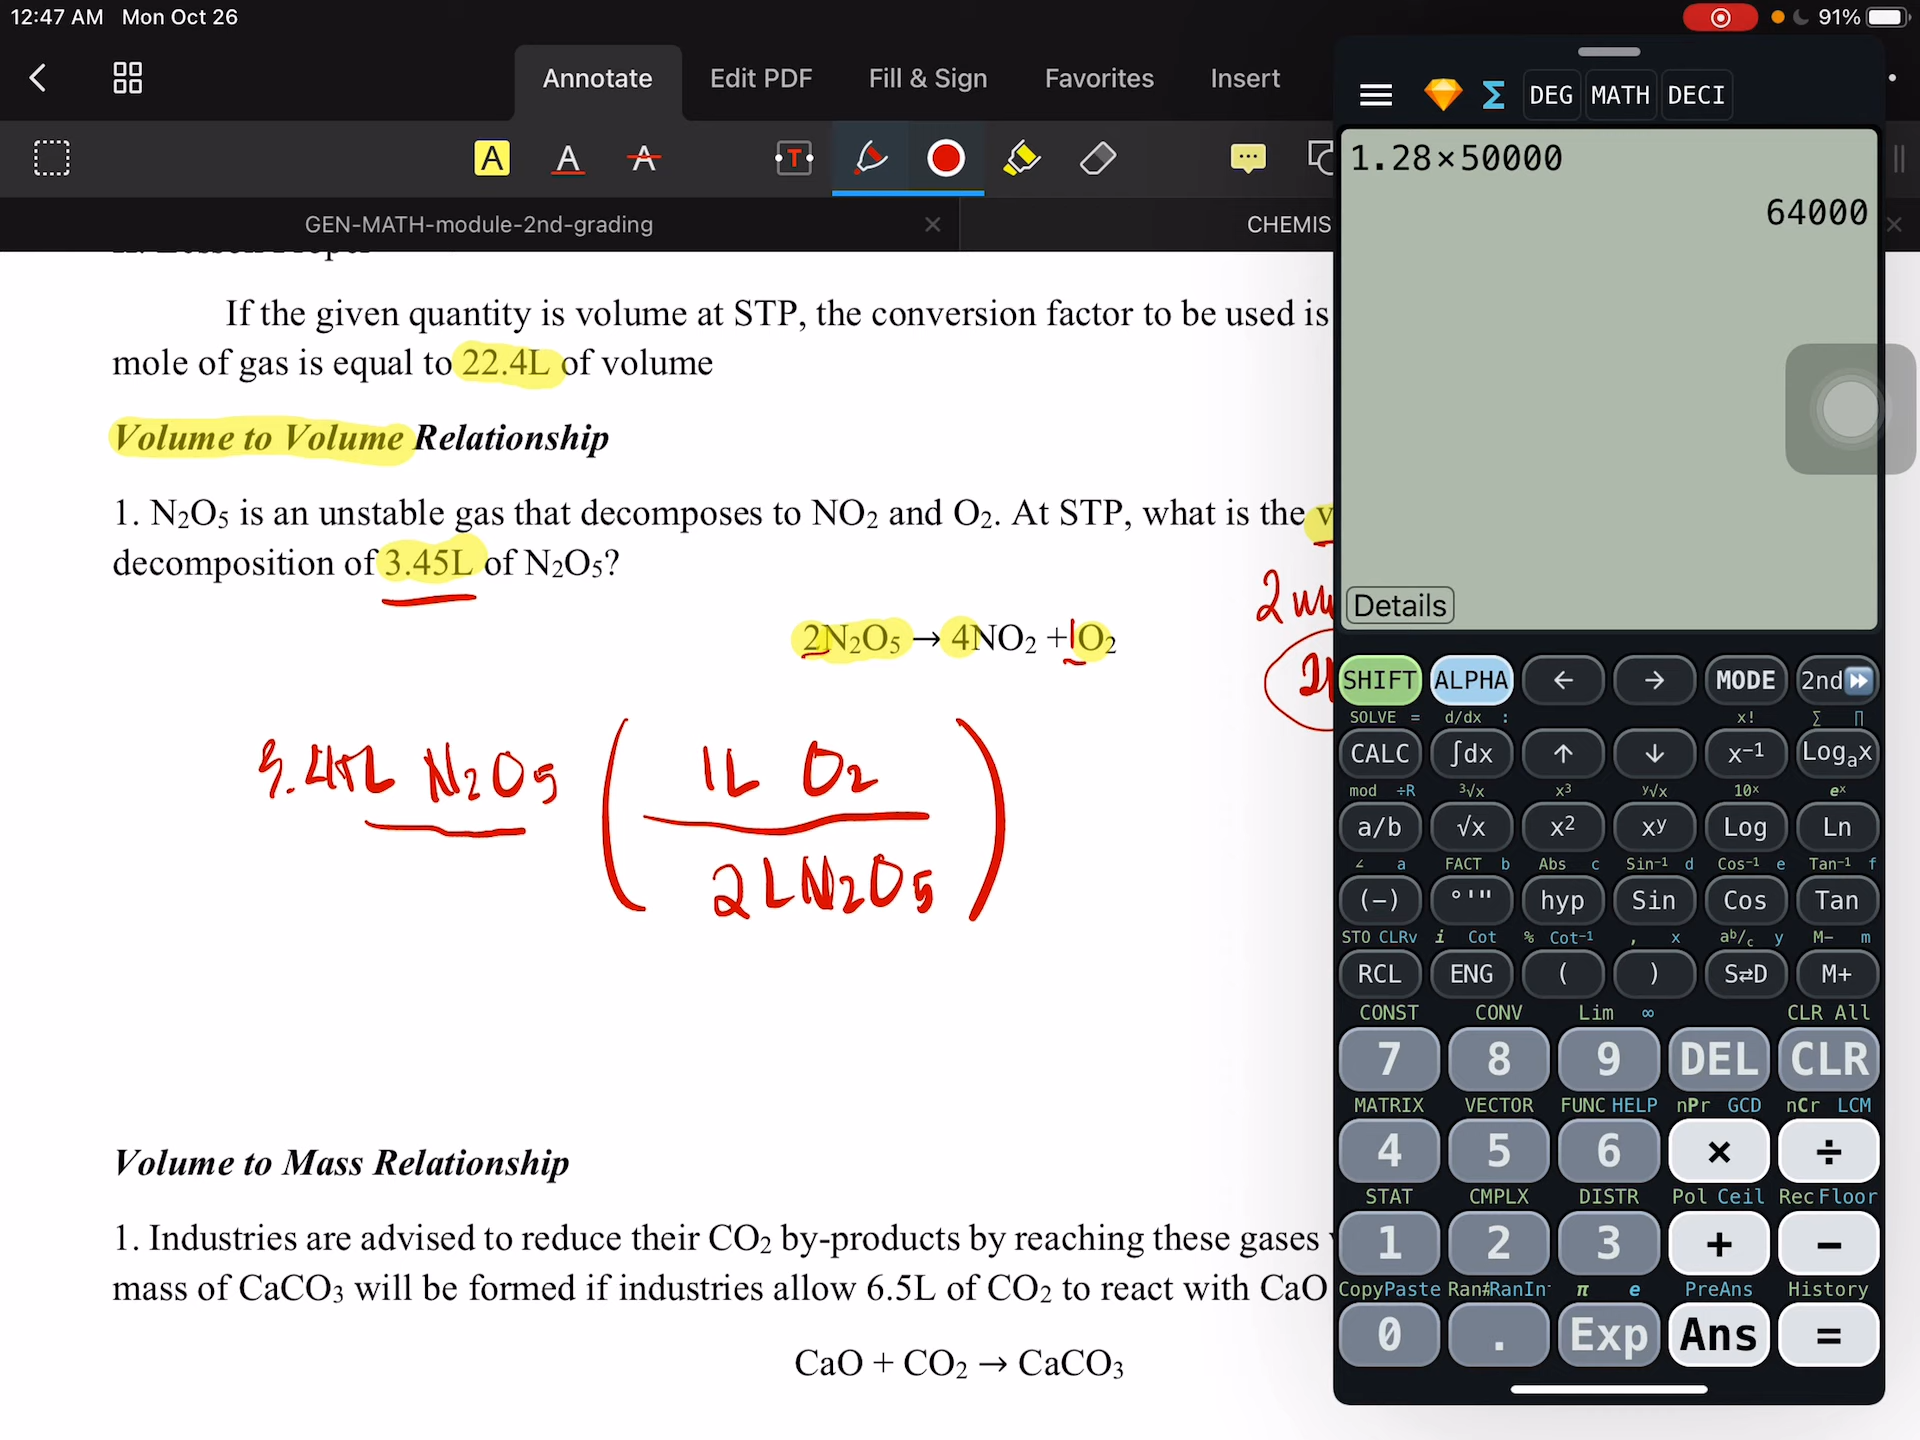 12:47 AM Mon Oct 26
91%
Annotate Edit PDF Fill & Sign Favorites Insert
A A A T
GEN-MATH-module-2nd-grading
CHEMIS
If the given quantity is volume at STP, the conversion factor to be used is
mole of gas is equal to 22.4L of volume
Volume to Volume Relationship
1. N₂O₅ is an unstable gas that decomposes to NO₂ and O₂. At STP, what is the v
decomposition of 3.45L of N₂O₅?
2N₂O₅ → 4NO₂ + 1O₂
3.45L N₂O₅ ( 1L O₂
2 L N₂O₅ )
Volume to Mass Relationship
1. Industries are advised to reduce their CO₂ by-products by reaching these gases
mass of CaCO₃ will be formed if industries allow 6.5L of CO₂ to react with CaO
CaO + CO₂ → CaCO₃
Σ DEG MATH DECI
1.28×50000
64000
Details
SHIFT ALPHA ← → MODE 2nd
SOLVE = d/dx : x! ∑ ∏
CALC ∫dx ↑ ↓ x⁻¹ Logₐx
mod ÷R ³√x x³ ʸ√x 10ˣ eˣ
a/b √x x² xʸ Log Ln
∠ a FACT b Abs c Sin⁻¹ d Cos⁻¹ e Tan⁻¹ f
(−) °'" hyp Sin Cos Tan
STO CLRv i Cot % Cot⁻¹ , x aᵇ/c y M− m
RCL ENG ( ) S⇄D M+
CONST CONV Lim ∞ CLR All
7 8 9 DEL CLR
MATRIX VECTOR FUNC HELP nPr GCD nCr LCM
4 5 6 × ÷
STAT CMPLX DISTR Pol Ceil Rec Floor
1 2 3 + −
Copy Paste Ran# RanIn π e PreAns History
0 . Exp Ans =